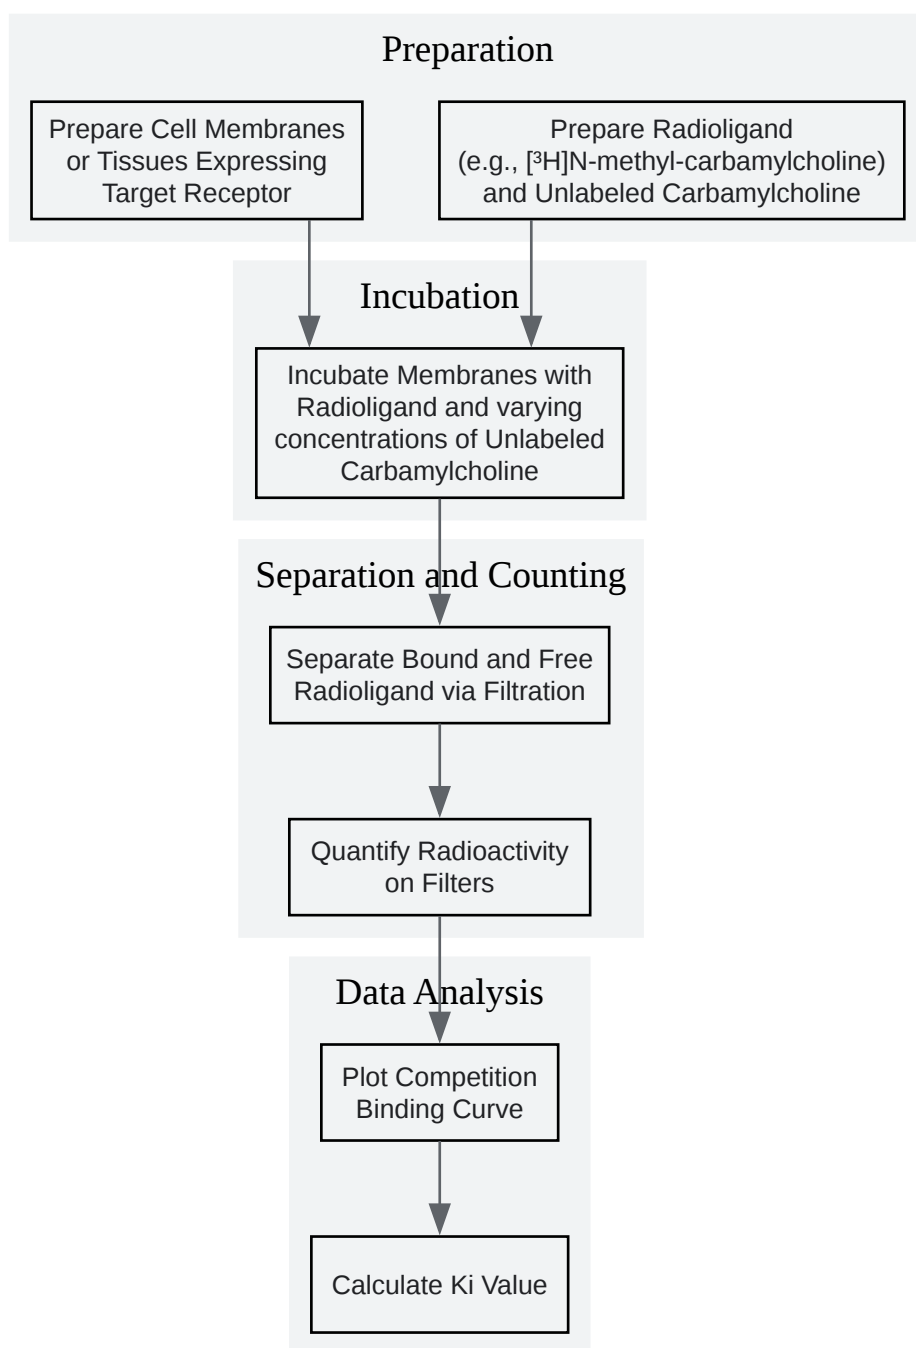 Preparation
Prepare Cell Membranes
or Tissues Expressing
Target Receptor
Prepare Radioligand
(e.g., [³H]N-methyl-carbamylcholine)
and Unlabeled Carbamylcholine
Incubation
Incubate Membranes with
Radioligand and varying
concentrations of Unlabeled
Carbamylcholine
Separation and Counting
Separate Bound and Free
Radioligand via Filtration
Quantify Radioactivity
on Filters
Data Analysis
Plot Competition
Binding Curve
Calculate Ki Value